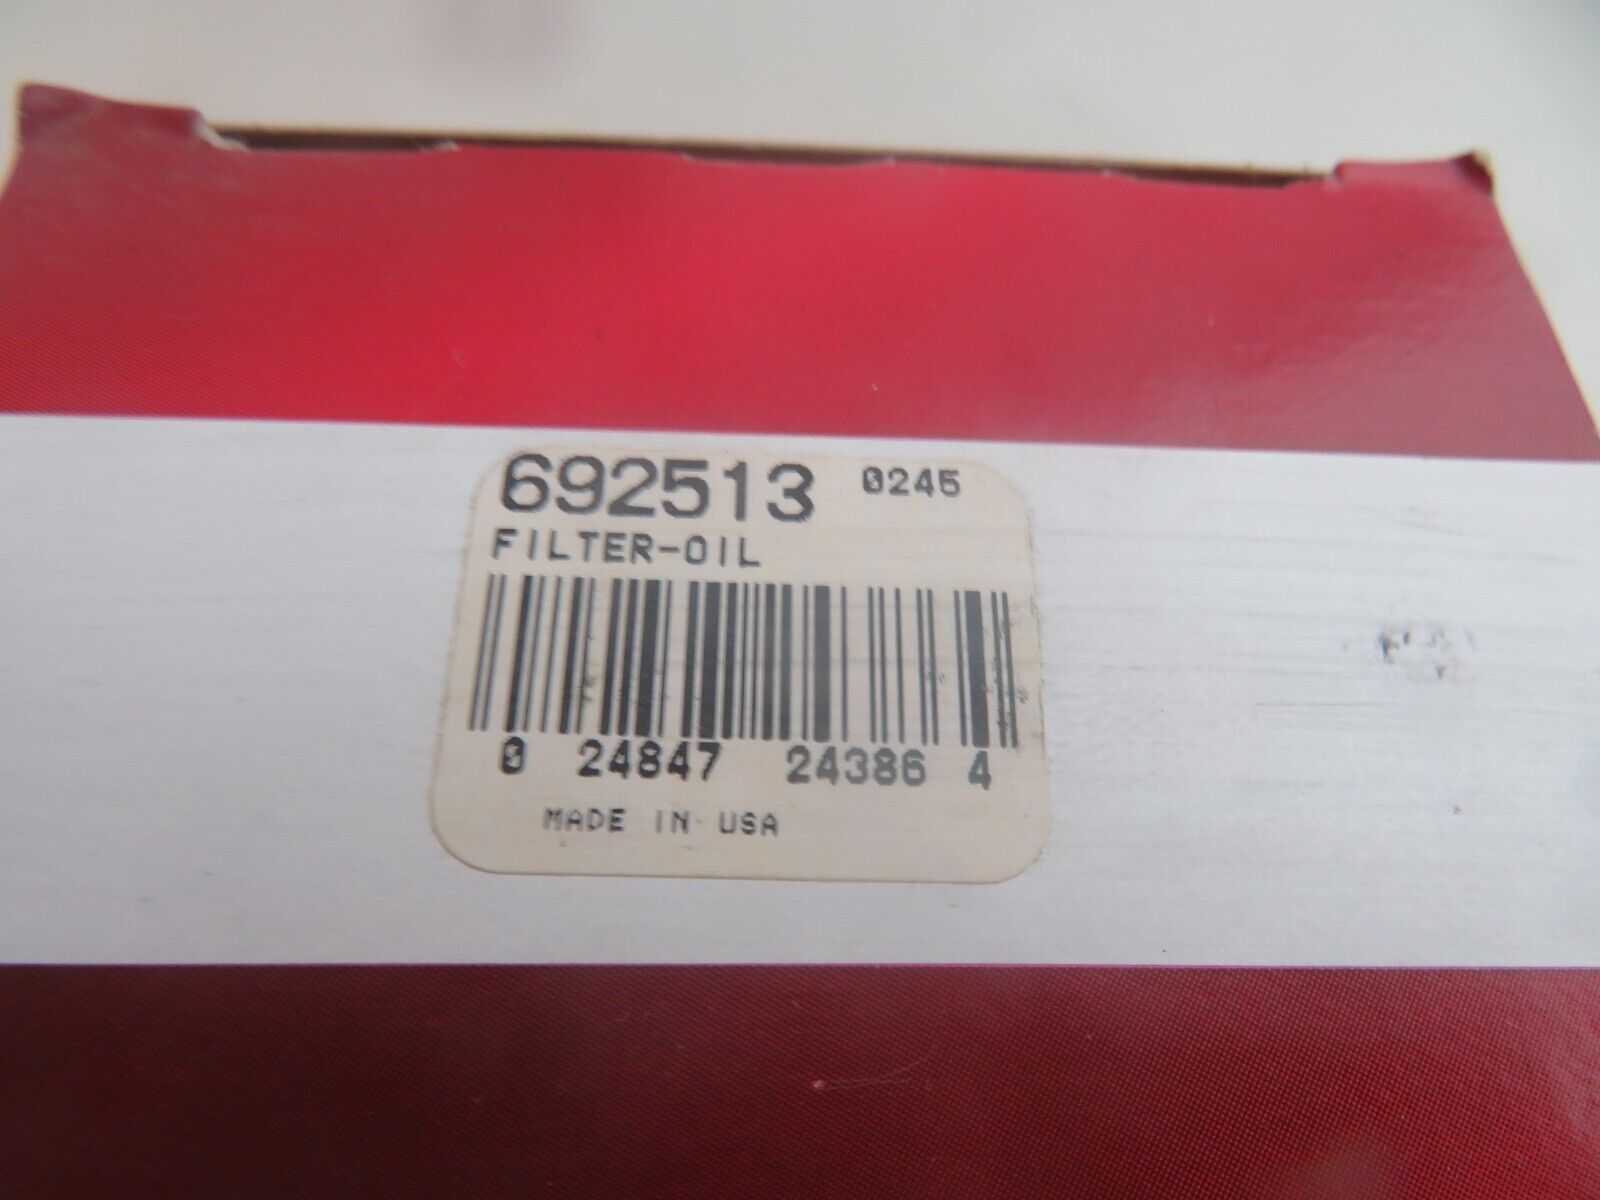 692513 0245
FILTER-OIL
0 24847 24386 4
MADE IN USA